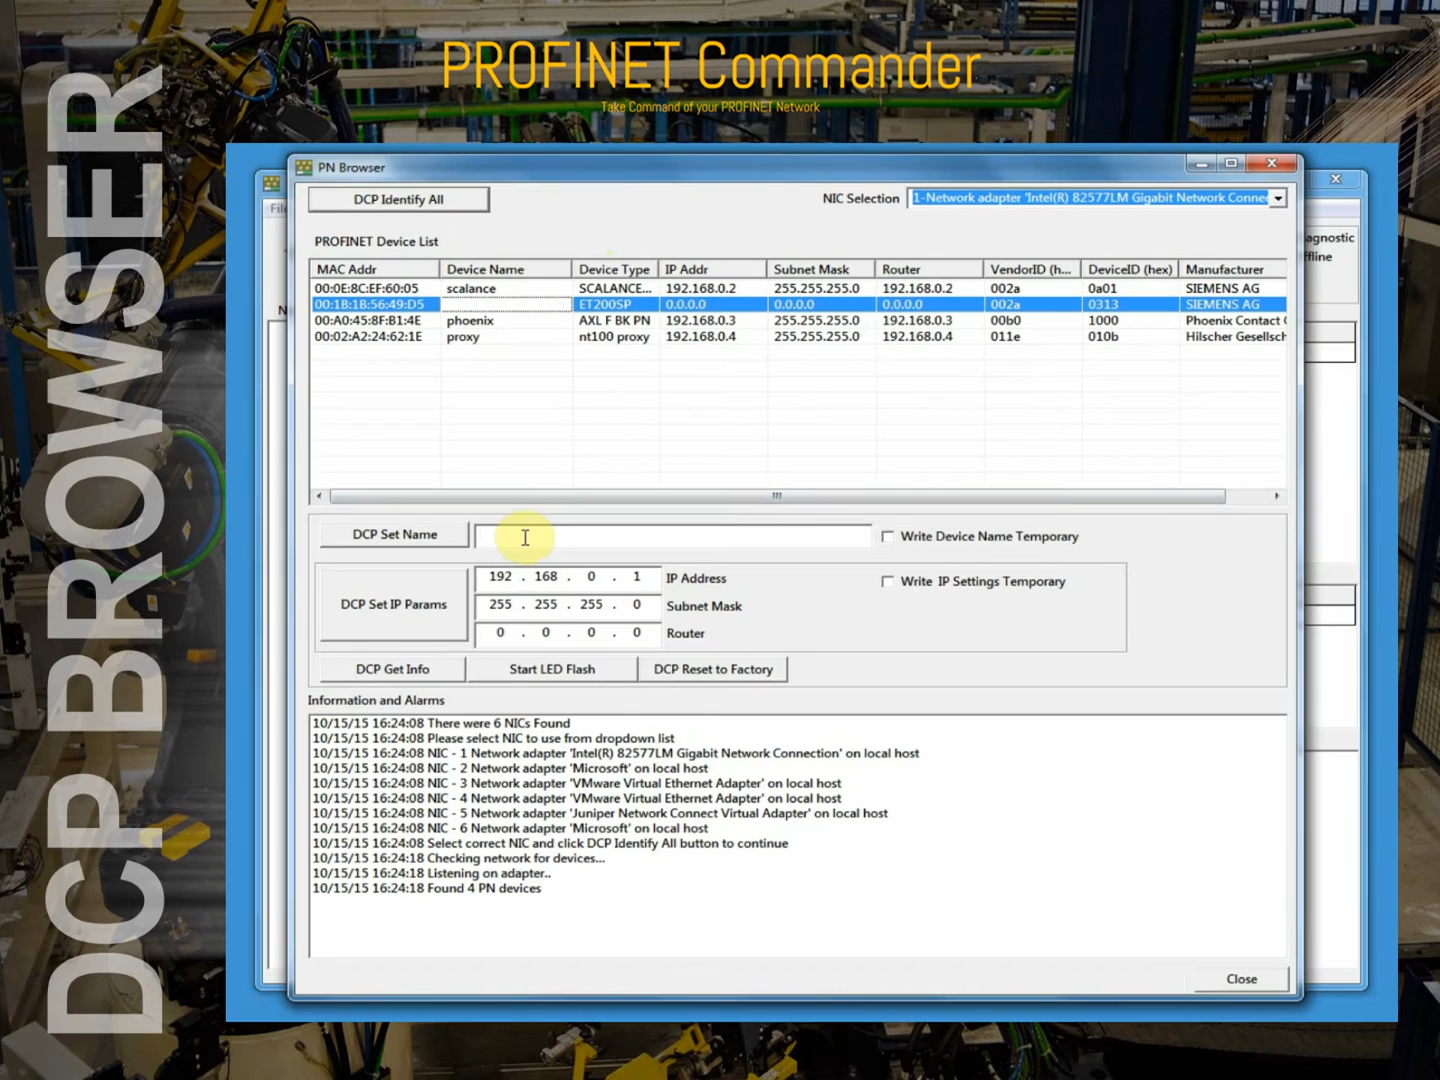 PROFINET Commander
Take Command of your PROFINET Network
DCP BROWSER
PN Browser
DCP Identify All
NIC Selection
1-Network adapter 'Intel(R) 82577LM Gigabit Network Connec
PROFINET Device List
MAC Addr Device Name Device Type IP Addr Subnet Mask Router VendorID (h... DeviceID (hex) Manufacturer
00:0E:8C:EF:60:05 scalance SCALANCE... 192.168.0.2 255.255.255.0 192.168.0.2 002a 0a01 SIEMENS AG
00:1B:1B:56:49:D5 ET200SP 0.0.0.0 0.0.0.0 0.0.0.0 002a 0313 SIEMENS AG
00:A0:45:8F:B1:4E phoenix AXL F BK PN 192.168.0.3 255.255.255.0 192.168.0.3 00b0 1000 Phoenix Contact
00:02:A2:24:62:1E proxy nt100 proxy 192.168.0.4 255.255.255.0 192.168.0.4 011e 010b Hilscher Gesellsch
DCP Set Name
Write Device Name Temporary
DCP Set IP Params
192 . 168 . 0 . 1 IP Address
Write IP Settings Temporary
255 . 255 . 255 . 0 Subnet Mask
0 . 0 . 0 . 0 Router
DCP Get Info
Start LED Flash
DCP Reset to Factory
Information and Alarms
10/15/15 16:24:08 There were 6 NICs Found
10/15/15 16:24:08 Please select NIC to use from dropdown list
10/15/15 16:24:08 NIC - 1 Network adapter 'Intel(R) 82577LM Gigabit Network Connection' on local host
10/15/15 16:24:08 NIC - 2 Network adapter 'Microsoft' on local host
10/15/15 16:24:08 NIC - 3 Network adapter 'VMware Virtual Ethernet Adapter' on local host
10/15/15 16:24:08 NIC - 4 Network adapter 'VMware Virtual Ethernet Adapter' on local host
10/15/15 16:24:08 NIC - 5 Network adapter 'Juniper Network Connect Virtual Adapter' on local host
10/15/15 16:24:08 NIC - 6 Network adapter 'Microsoft' on local host
10/15/15 16:24:08 Select correct NIC and click DCP Identify All button to continue
10/15/15 16:24:18 Checking network for devices...
10/15/15 16:24:18 Listening on adapter..
10/15/15 16:24:18 Found 4 PN devices
Close